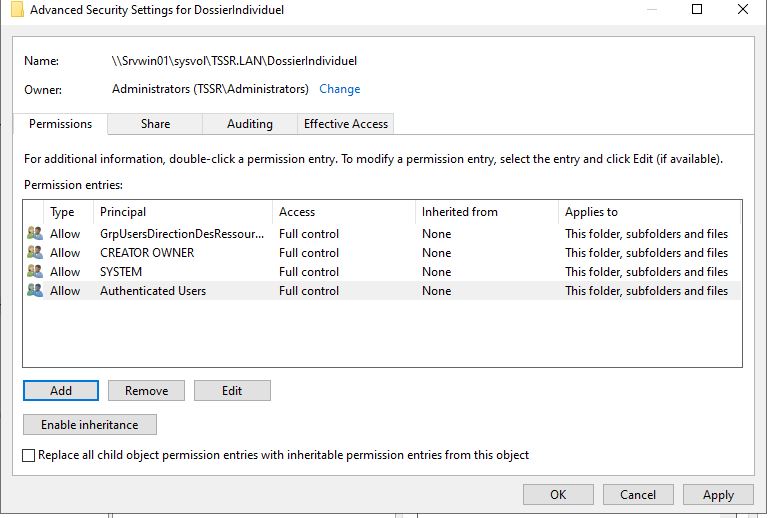 Advanced Security Settings for DossierIndividuel
Name: \\Srvwin01\sysvol\TSSR.LAN\DossierIndividuel
Owner: Administrators (TSSR\Administrators) Change
Permissions Share Auditing Effective Access
For additional information, double-click a permission entry. To modify a permission entry, select the entry and click Edit (if available).
Permission entries:
Type Principal Access Inherited from Applies to
Allow GrpUsersDirectionDesRessour... Full control None This folder, subfolders and files
Allow CREATOR OWNER Full control None This folder, subfolders and files
Allow SYSTEM Full control None This folder, subfolders and files
Allow Authenticated Users Full control None This folder, subfolders and files
Add Remove Edit
Enable inheritance
Replace all child object permission entries with inheritable permission entries from this object
OK Cancel Apply